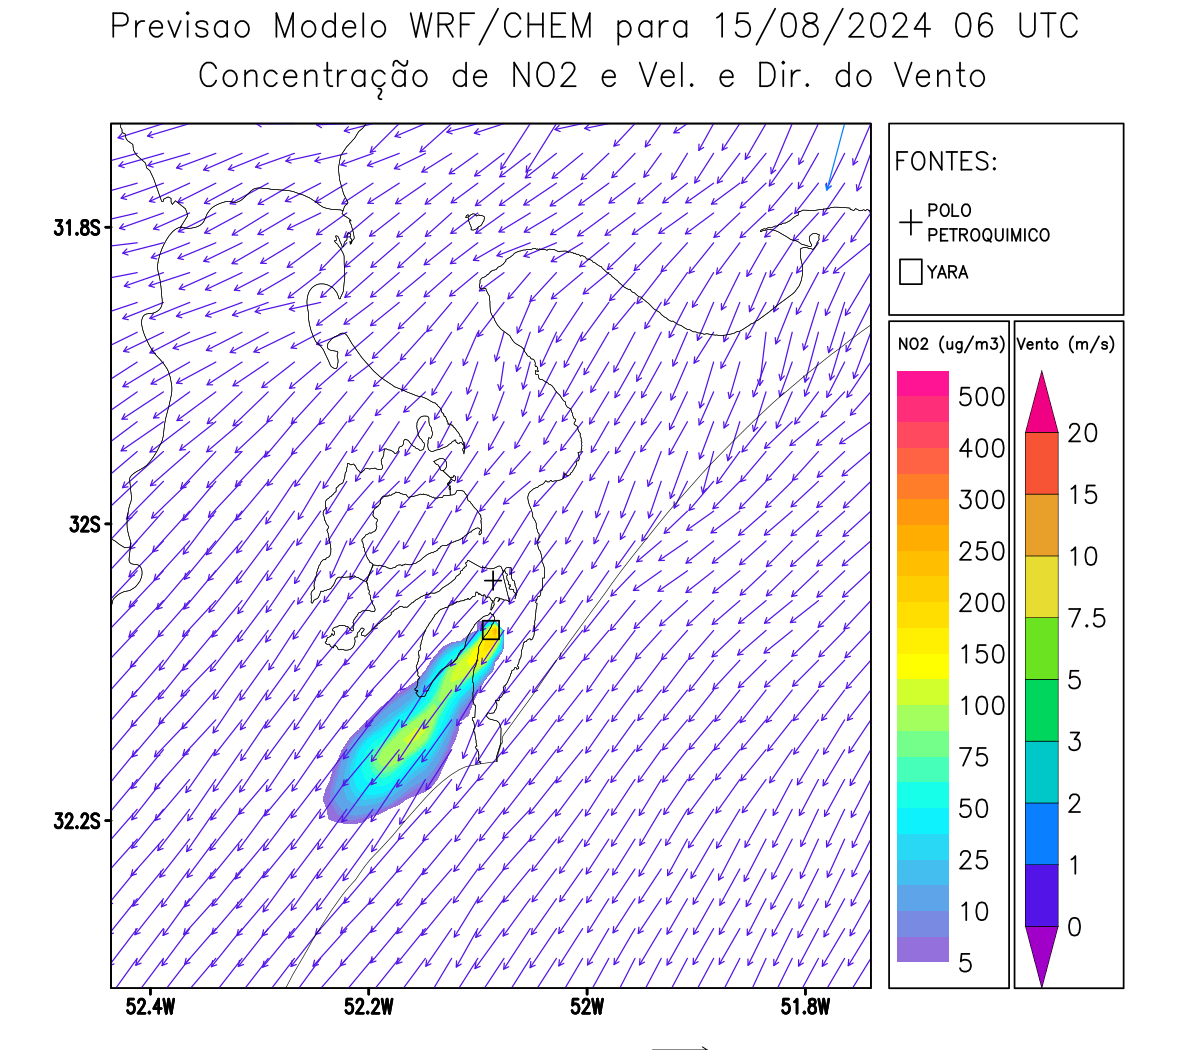 Previsao Modelo WRF/CHEM para 15/08/2024 06 UTC
Concentração de NO2 e Vel. e Dir. do Vento
FONTES:
POLO
PETROQUIMICO
YARA
NO2 (ug/m3)
500
400
300
250
200
150
100
75
50
25
10
5
Vento (m/s)
20
15
10
7.5
5
3
2
1
0
31.8S
32S
32.2S
52.4W
52.2W
52W
51.8W